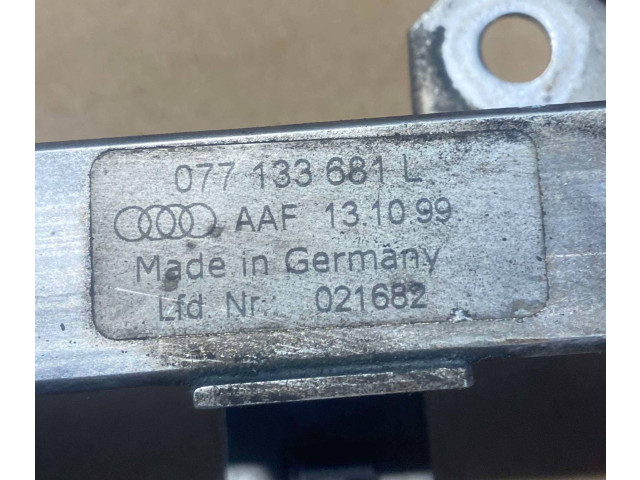 077 133 681 L
AAF 13.10.99
Made in Germany
Lfd Nr.: 021682